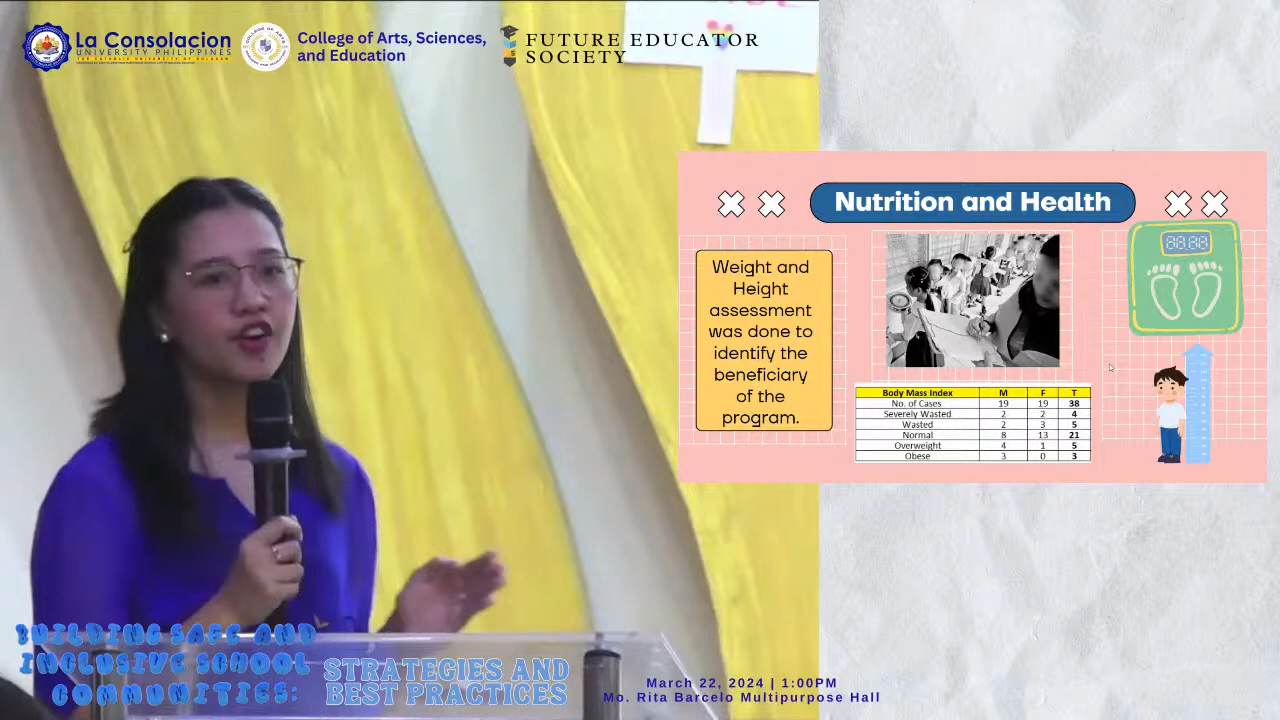 La Consolacion
UNIVERSITY PHILIPPINES
College of Arts, Sciences,
and Education
FUTURE EDUCATOR
SOCIETY
Nutrition and Health
Weight and
Height
assessment
was done to
identify the
beneficiary
of the
program.
Body Mass Index M F T
No. of Cases 19 19 38
Severely Wasted 2 2 4
Wasted 2 3 5
Normal 8 13 21
Overweight 4 1 5
Obese 3 0 3
BUILDING SAFE AND
INCLUSIVE SCHOOL
COMMUNITIES:
STRATEGIES AND
BEST PRACTICES
March 22, 2024 | 1:00PM
Mo. Rita Barcelo Multipurpose Hall